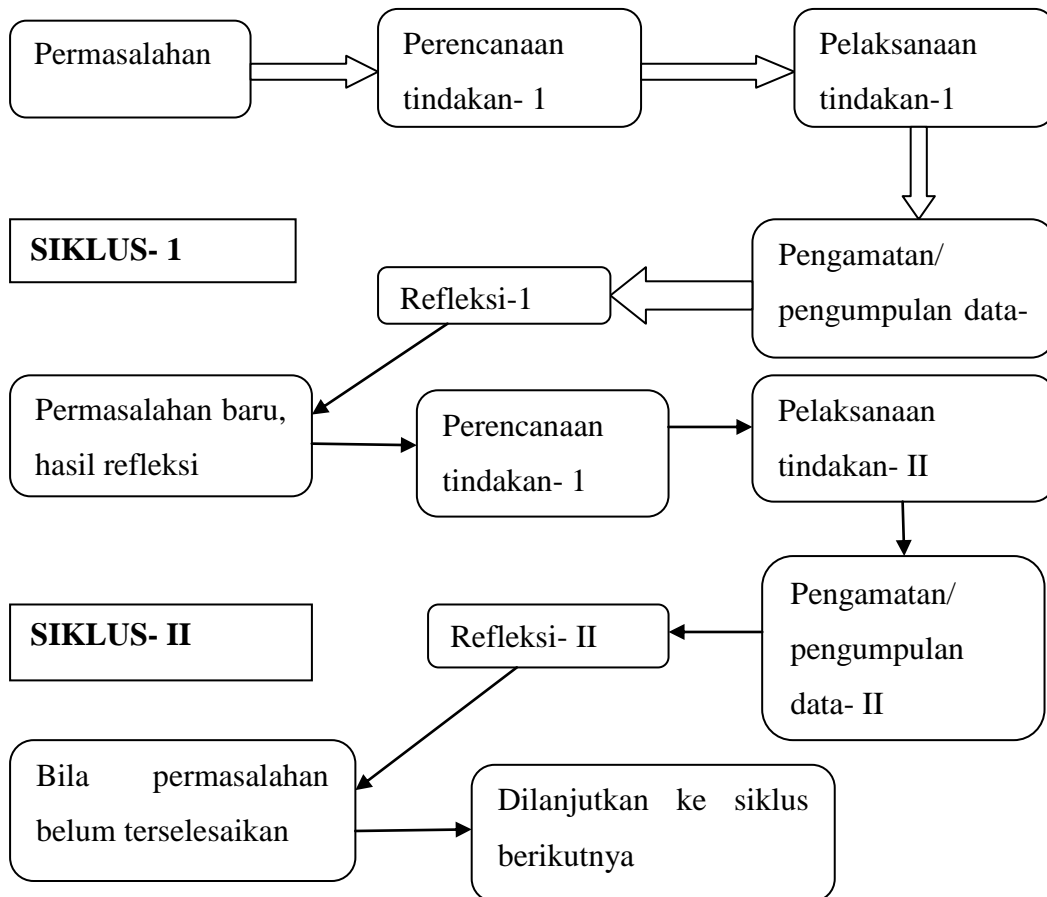 Permasalahan
Perencanaan
tindakan- 1
Pelaksanaan
tindakan-1
SIKLUS- 1
Pengamatan/
pengumpulan data-
Refleksi-1
Permasalahan baru,
hasil refleksi
Perencanaan
tindakan- 1
Pelaksanaan
tindakan- II
SIKLUS- II
Pengamatan/
pengumpulan
data- II
Refleksi- II
Bila permasalahan
belum terselesaikan
Dilanjutkan ke siklus
berikutnya